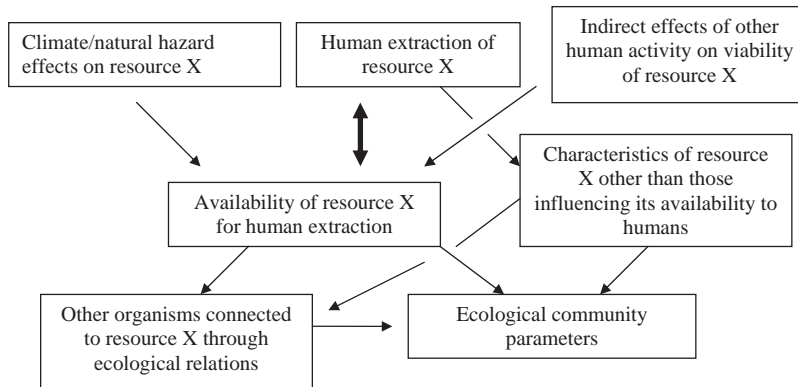 Climate/natural hazard
effects on resource X
Human extraction of
resource X
Indirect effects of other
human activity on viability
of resource X
Availability of resource X
for human extraction
Characteristics of resource
X other than those
influencing its availability to
humans
Other organisms connected
to resource X through
ecological relations
Ecological community
parameters